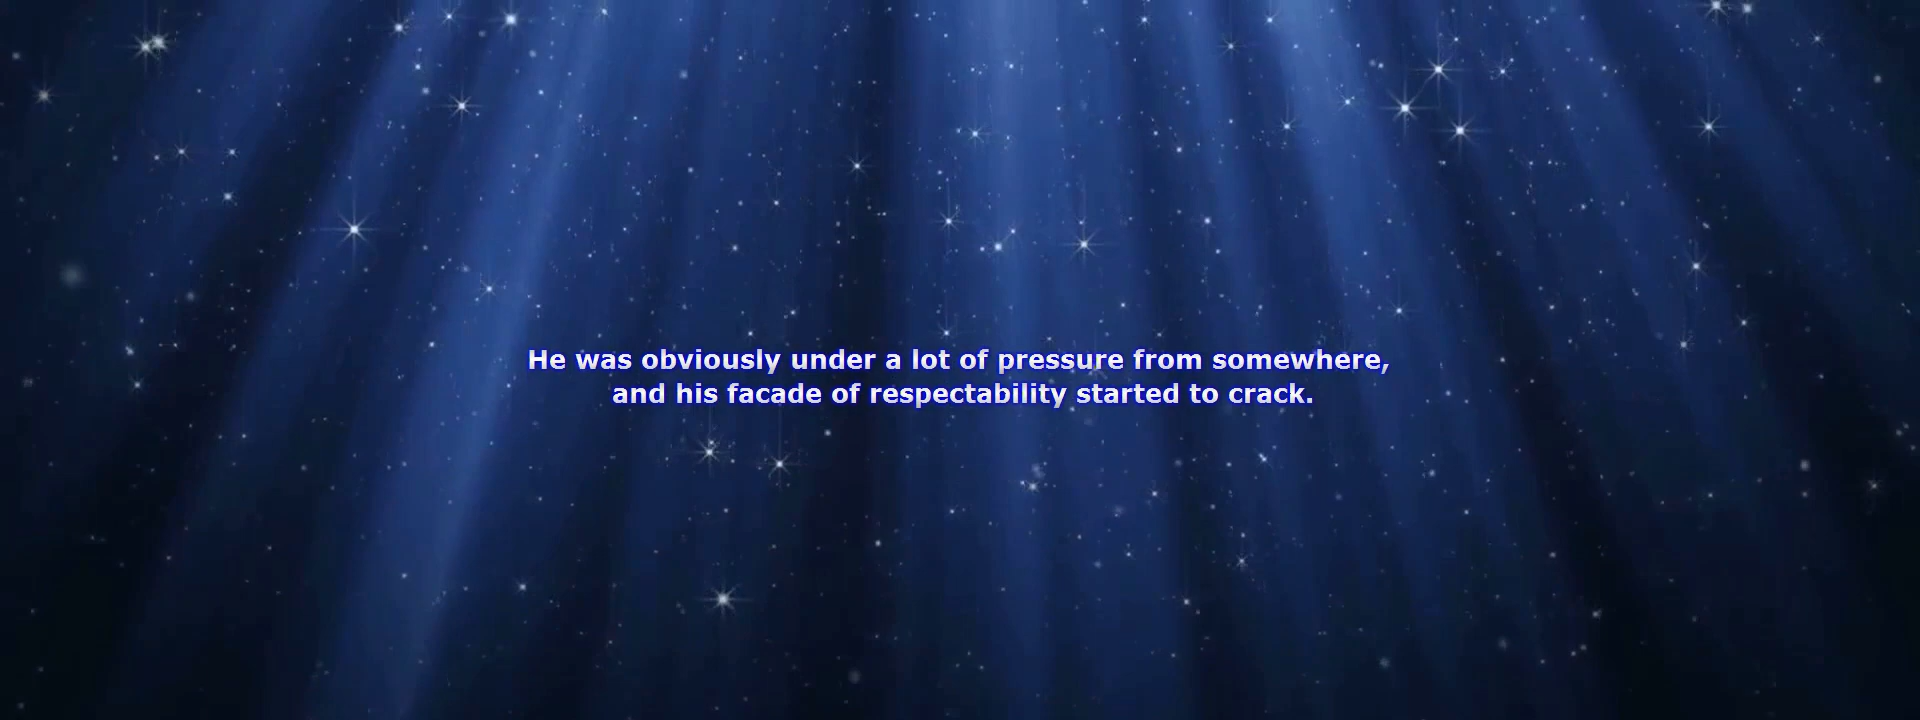 He was obviously under a lot of pressure from somewhere,
and his facade of respectability started to crack.